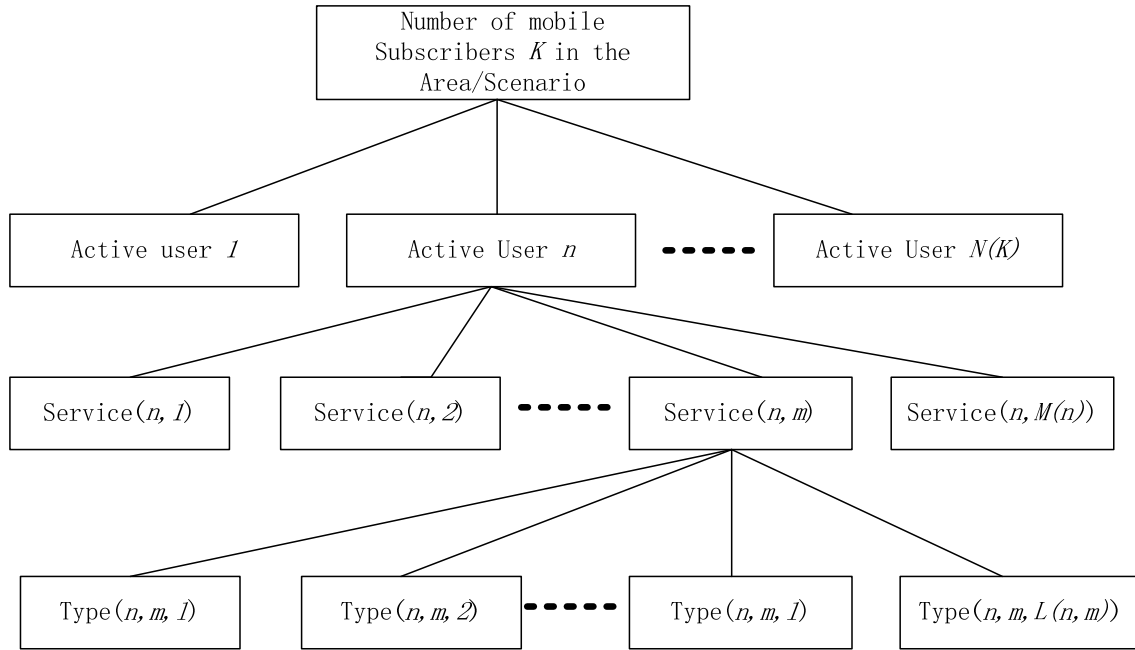 Number of mobile
Subscribers K in the
Area/Scenario
Active user 1
Active User n
Active User N(K)
Service(n,1)
Service(n,2)
Service(n,m)
Service(n,M(n))
Type(n,m,1)
Type(n,m,2)
Type(n,m,1)
Type(n,m,L(n,m))